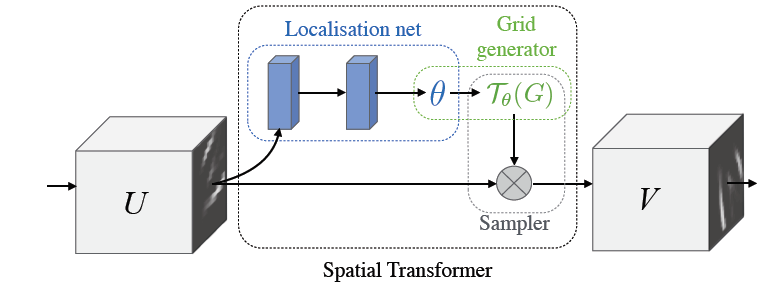 Localisation net
Grid
generator
θ
𝒯θ(G)
U
V
Sampler
Spatial Transformer